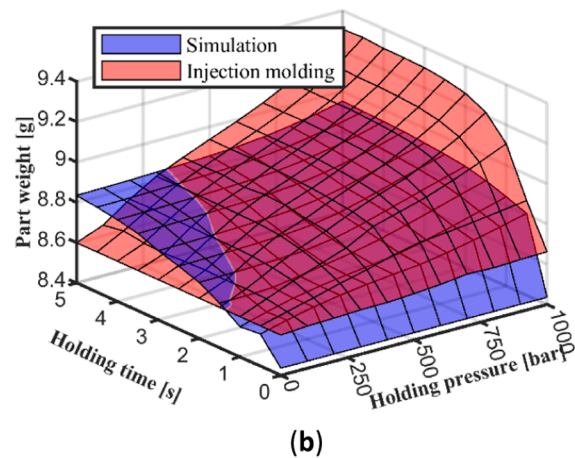 Simulation
Injection molding
9.4
9.2
9
8.8
8.6
8.4
Part weight [g]
5
4
3
2
1
0
Holding time [s]
0
250
500
750
1000
Holding pressure [bar]
(b)